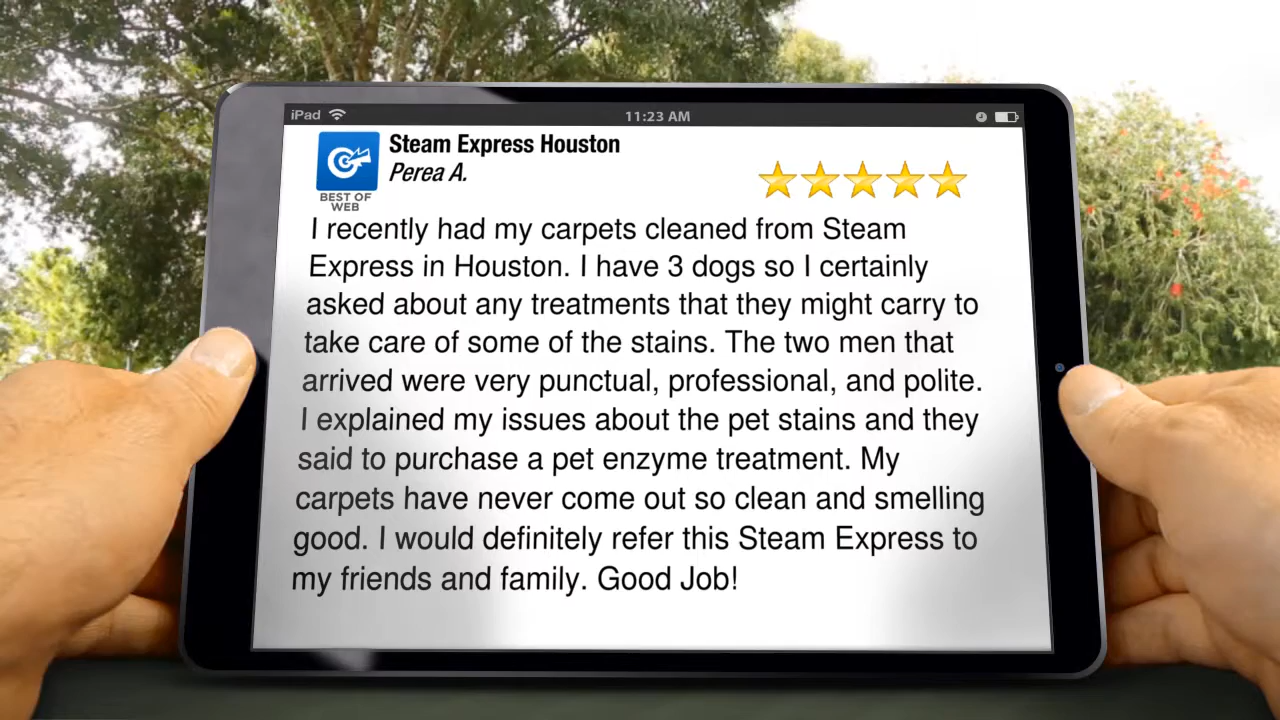 iPad
11:23 AM
Steam Express Houston
Perea A.
BEST OF
WEB
I recently had my carpets cleaned from Steam
Express in Houston. I have 3 dogs so I certainly
asked about any treatments that they might carry to
take care of some of the stains. The two men that
arrived were very punctual, professional, and polite.
I explained my issues about the pet stains and they
said to purchase a pet enzyme treatment. My
carpets have never come out so clean and smelling
good. I would definitely refer this Steam Express to
my friends and family. Good Job!